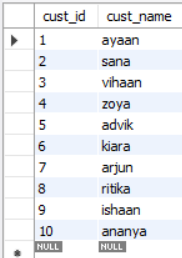 cust_id cust_name
1 ayaan
2 sana
3 vihaan
4 zoya
5 advik
6 kiara
7 arjun
8 ritika
9 ishaan
10 ananya
NULL NULL